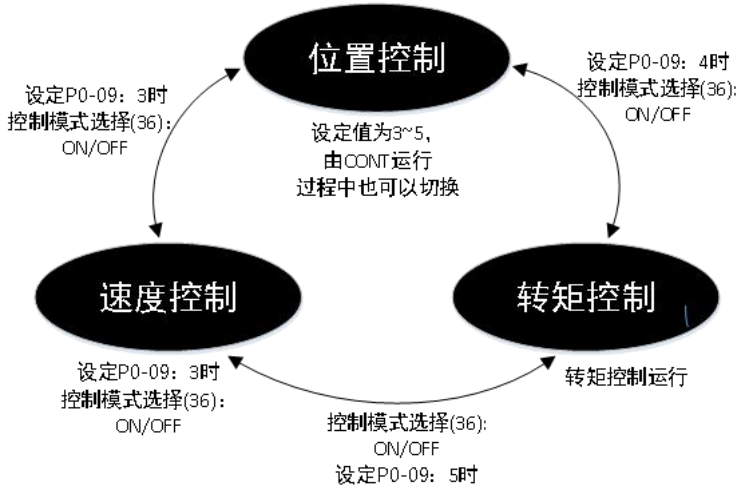 位置控制
设定P0-09：3时
控制模式选择(36)：
ON/OFF
设定P0-09：4时
控制模式选择(36):
ON/OFF
设定值为3~5，
由CONT运行
过程中也可以切换
速度控制
转矩控制
设定P0-09：3时
控制模式选择(36)：
ON/OFF
转矩控制运行
控制模式选择(36):
ON/OFF
设定P0-09：5时